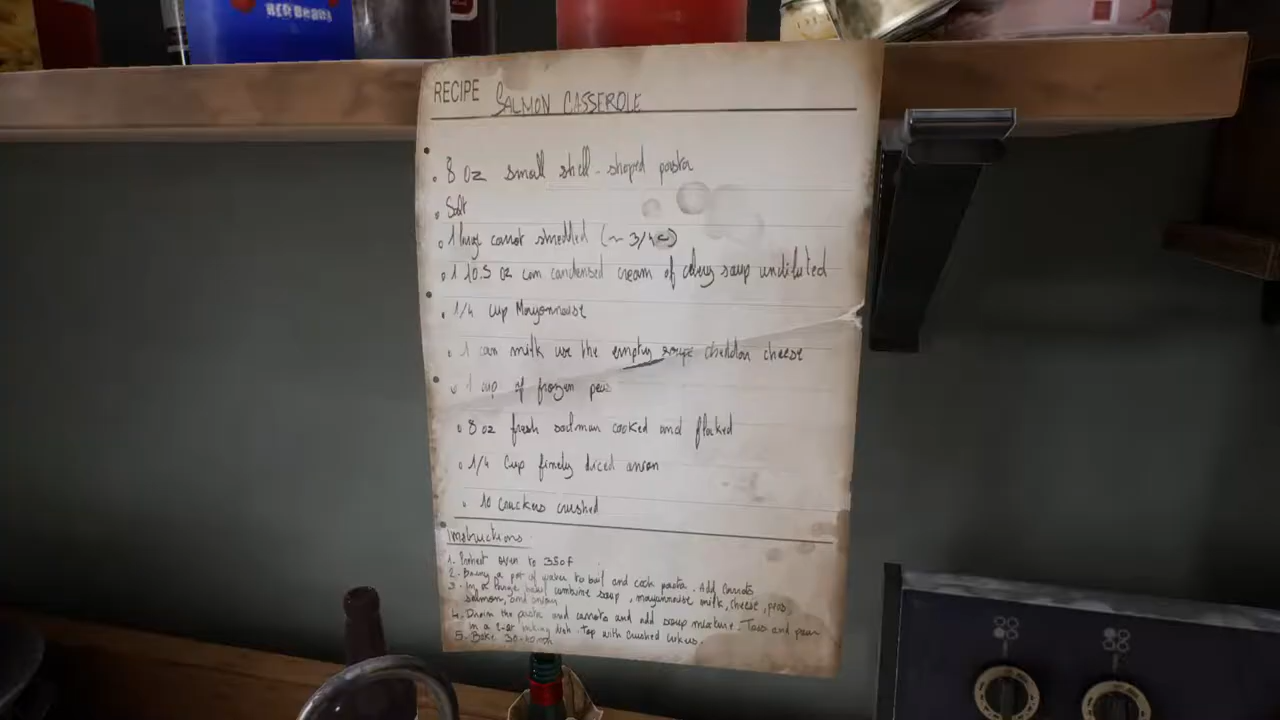 RECIPE SALMON CASSEROLE
8 oz small shell-shaped pasta
Salt
1 large carrot shredded (~ 3/4c)
1 10.5 oz can condensed cream of celery soup undiluted
1/4 cup Mayonnaise
1 can milk use the empty soupe cheddar cheese
1 cup of frozen peas
8 oz fresh salmon cooked and flaked
1/4 Cup finely diced onion
10 Crackers crushed
Instructions
1. Preheat oven to 350F
2. Bring a pot of water to boil and cook pasta. Add Carrots
3. In a large bowl combine soup, mayonnaise milk, cheese, peas,
salmon, and onion
4. Drain the pasta and carrots and add soup mixture. Toss and pour
in a 2-qt baking dish. Top with crushed
5. Bake